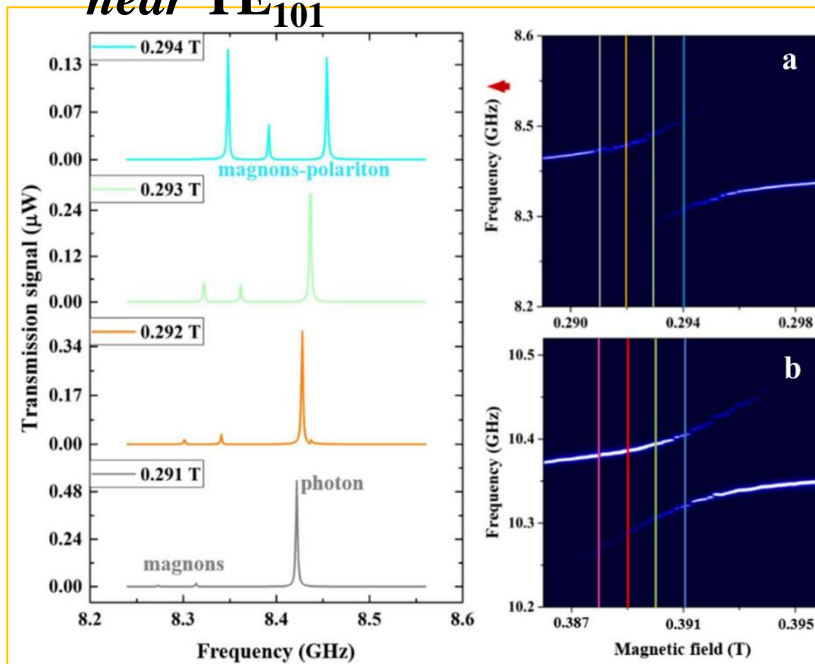 near TE101
0.294 T
0.13
0.07
0.00
magnons-polariton
0.293 T
0.24
0.12
0.00
0.292 T
0.34
0.17
0.00
0.291 T
0.48
0.24
0.00
photon
magnons
Transmission signal (μW)
8.2
8.3
8.4
8.5
8.6
Frequency (GHz)
a
8.6
8.5
8.3
8.2
Frequency (GHz)
0.290
0.294
0.298
b
10.5
10.4
10.3
10.2
Frequency (GHz)
0.387
0.391
0.395
Magnetic field (T)